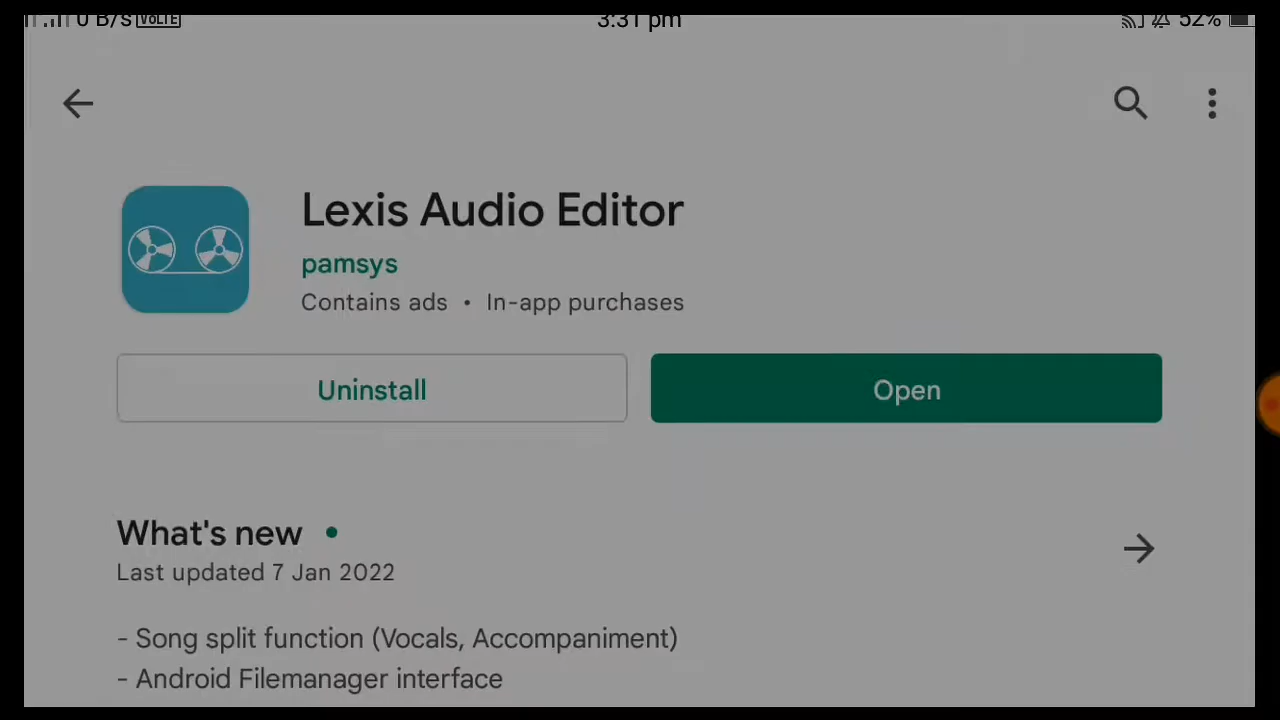 0 B/S VoLTE 3:31 pm 52%
Lexis Audio Editor
pamsys
Contains ads • In-app purchases
Uninstall Open
What's new •
Last updated 7 Jan 2022
- Song split function (Vocals, Accompaniment)
- Android Filemanager interface